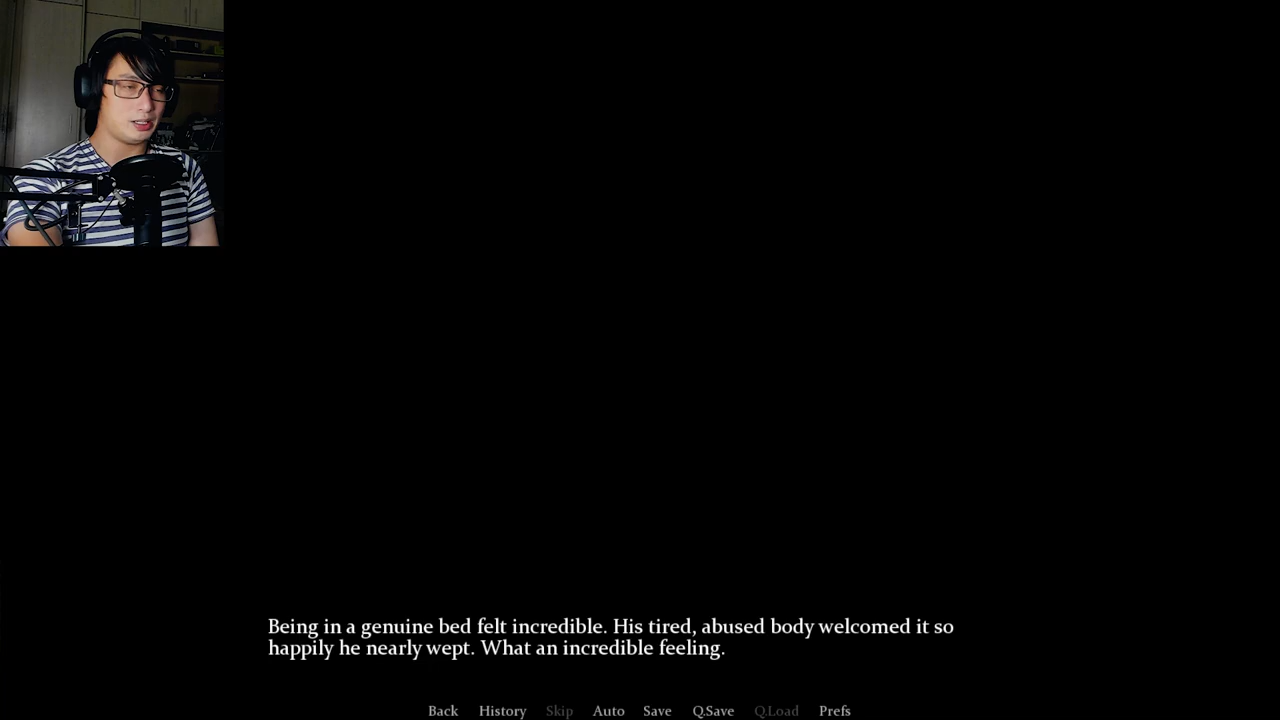 Being in a genuine bed felt incredible. His tired, abused body welcomed it so
happily he nearly wept. What an incredible feeling.
Back History Skip Auto Save Q.Save Q.Load Prefs